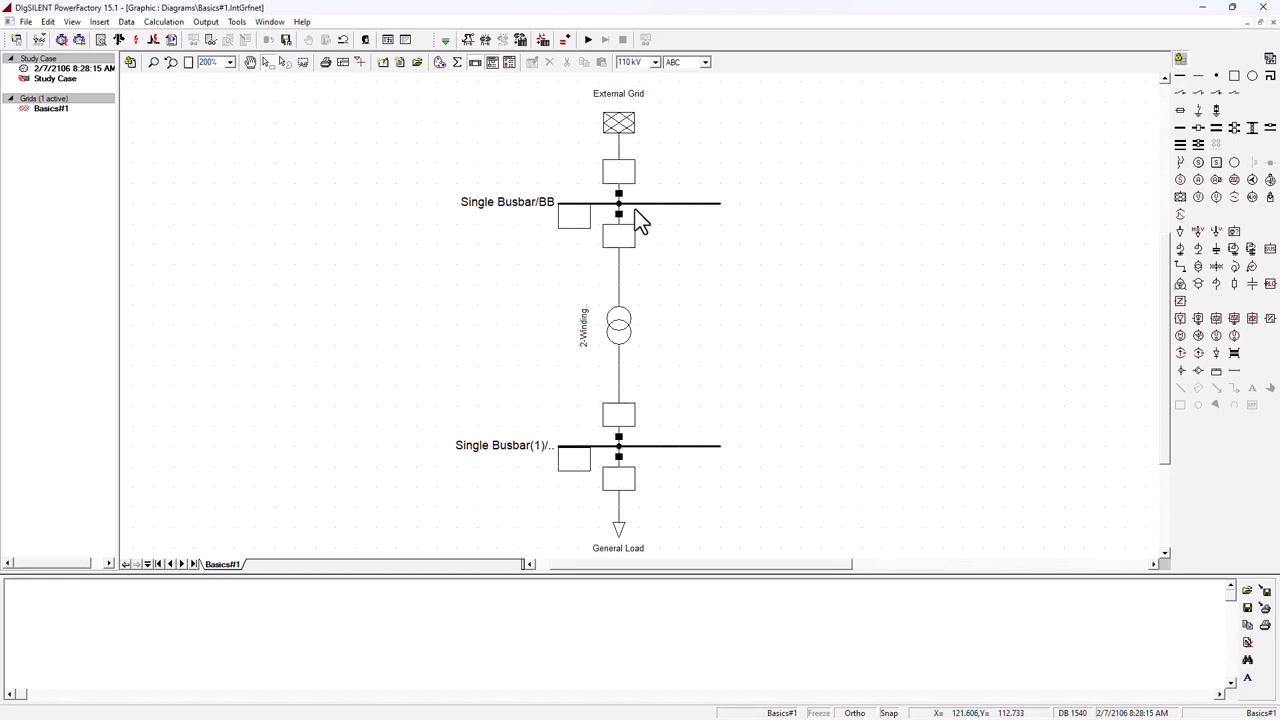 DIgSILENT PowerFactory 15.1 - [Graphic : Diagrams\Basics#1.IntGrfnet]
File Edit View Insert Data Calculation Output Tools Window Help
Study Case
2/7/2106 8:28:15 AM
Study Case
Grids (1 active)
Basics#1
200%
110 kV
ABC
External Grid
Single Busbar/BB
2-Winding..
Single Busbar(1)/..
General Load
Basics#1
Basics#1 Freeze Ortho Snap X= 121.606,Y= 112.733 DB 1540 2/7/2106 8:28:15 AM Basics#1